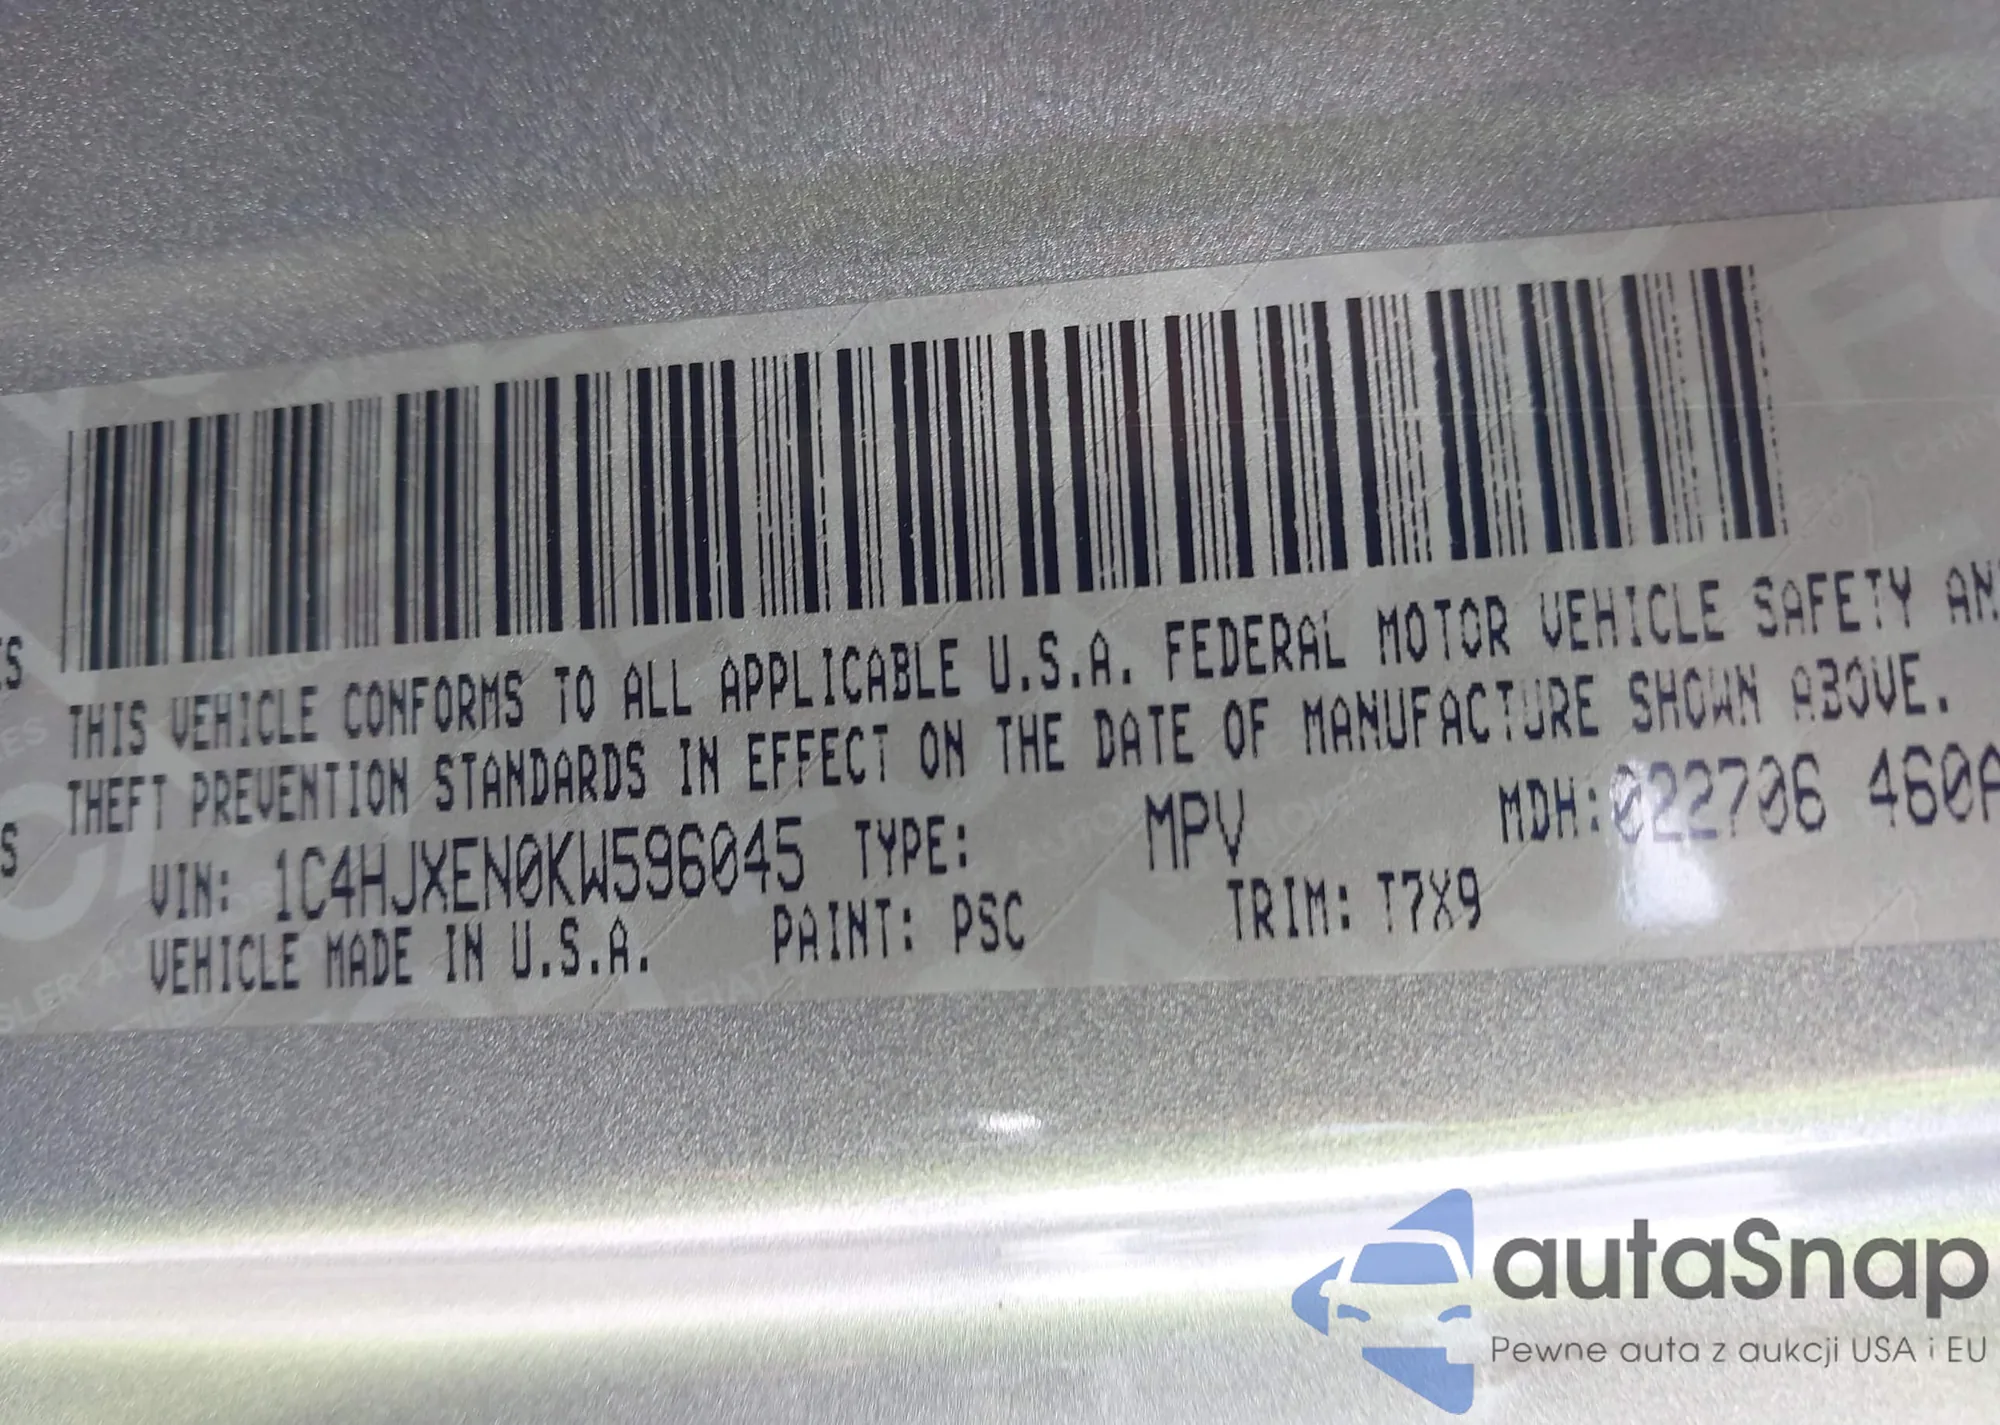 THIS VEHICLE CONFORMS TO ALL APPLICABLE U.S.A. FEDERAL MOTOR VEHICLE SAFETY AN
THEFT PREVENTION STANDARDS IN EFFECT ON THE DATE OF MANUFACTURE SHOWN ABOVE.
VIN: 1C4HJXEN0KW596045 TYPE: MPV MDH:022706 460A
VEHICLE MADE IN U.S.A. PAINT: PSC TRIM: T7X9
autaSnap
Pewne auta z aukcji USA i EU